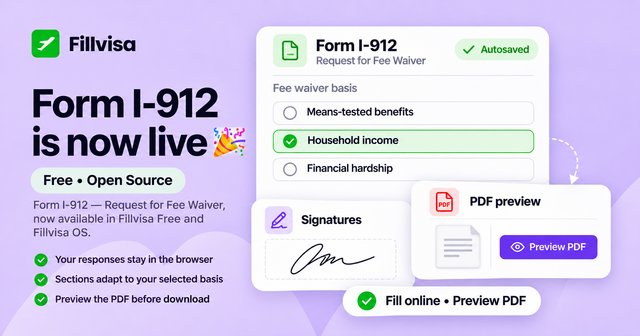 Fillvisa
Form I-912
is now live
Free • Open Source
Form I-912 — Request for Fee Waiver,
now available in Fillvisa Free and
Fillvisa OS.
Your responses stay in the browser
Sections adapt to your selected basis
Preview the PDF before download
Form I-912
Request for Fee Waiver
Autosaved
Fee waiver basis
Means-tested benefits
Household income
Financial hardship
Signatures
PDF
PDF preview
Preview PDF
Fill online • Preview PDF